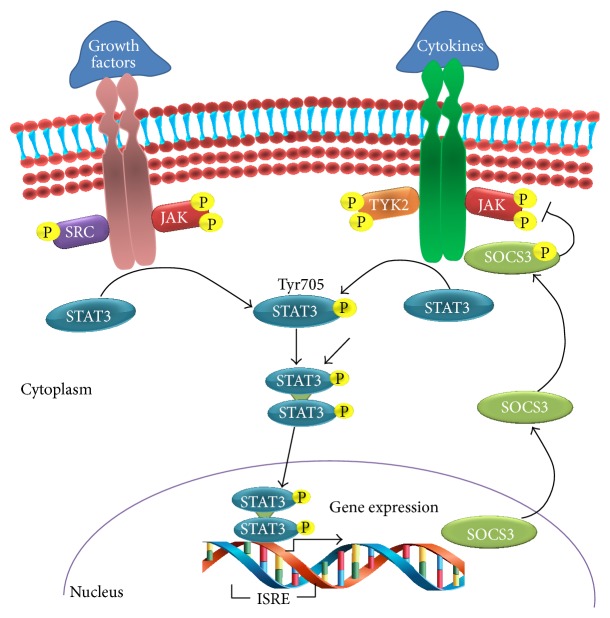 Growth
factors
Cytokines
P
SRC
JAK
P
P
P
P
TYK2
JAK
P
P
SOCS3
P
Tyr705
STAT3
STAT3
P
STAT3
STAT3
P
STAT3
P
Cytoplasm
SOCS3
STAT3
P
STAT3
P
Gene expression
SOCS3
ISRE
Nucleus